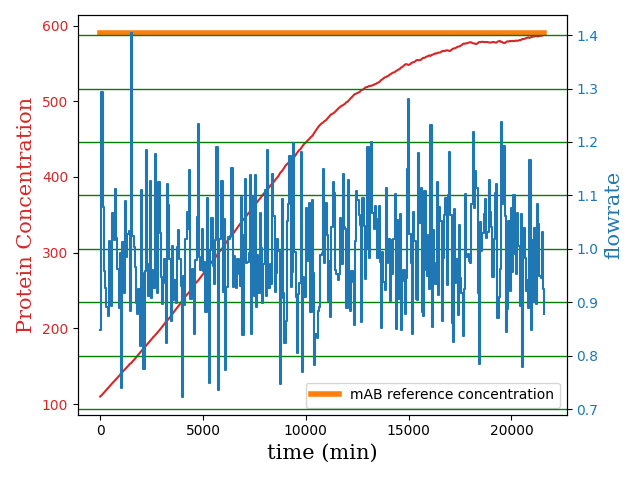 600
500
400
300
200
100
Protein Concentration
1.4
1.3
1.2
1.1
1.0
0.9
0.8
0.7
flowrate
mAB reference concentration
0 5000 10000 15000 20000
time (min)